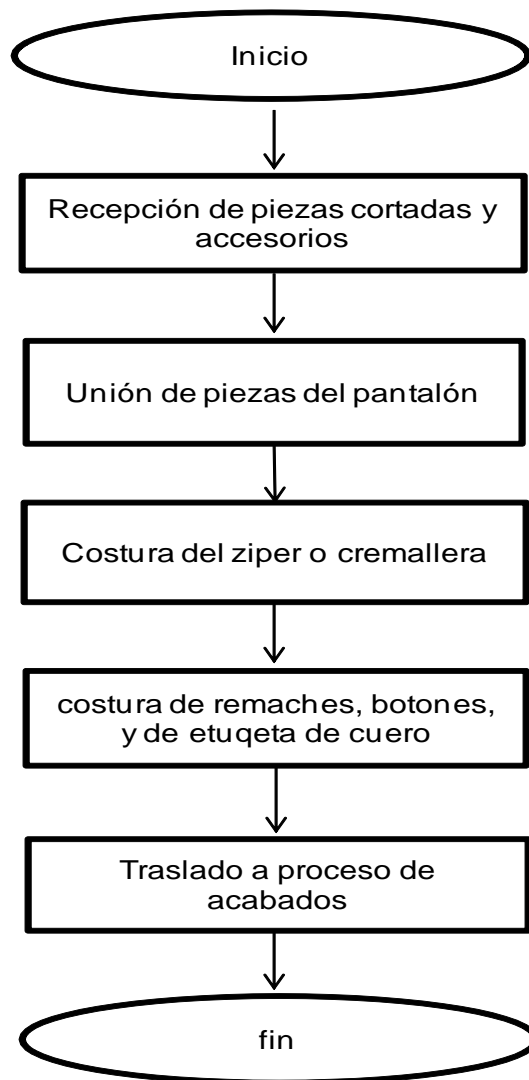 Inicio
Recepción de piezas cortadas y
accesorios
Unión de piezas del pantalón
Costura del ziper o cremallera
costura de remaches, botones,
y de etuqeta de cuero
Traslado a proceso de
acabados
fin